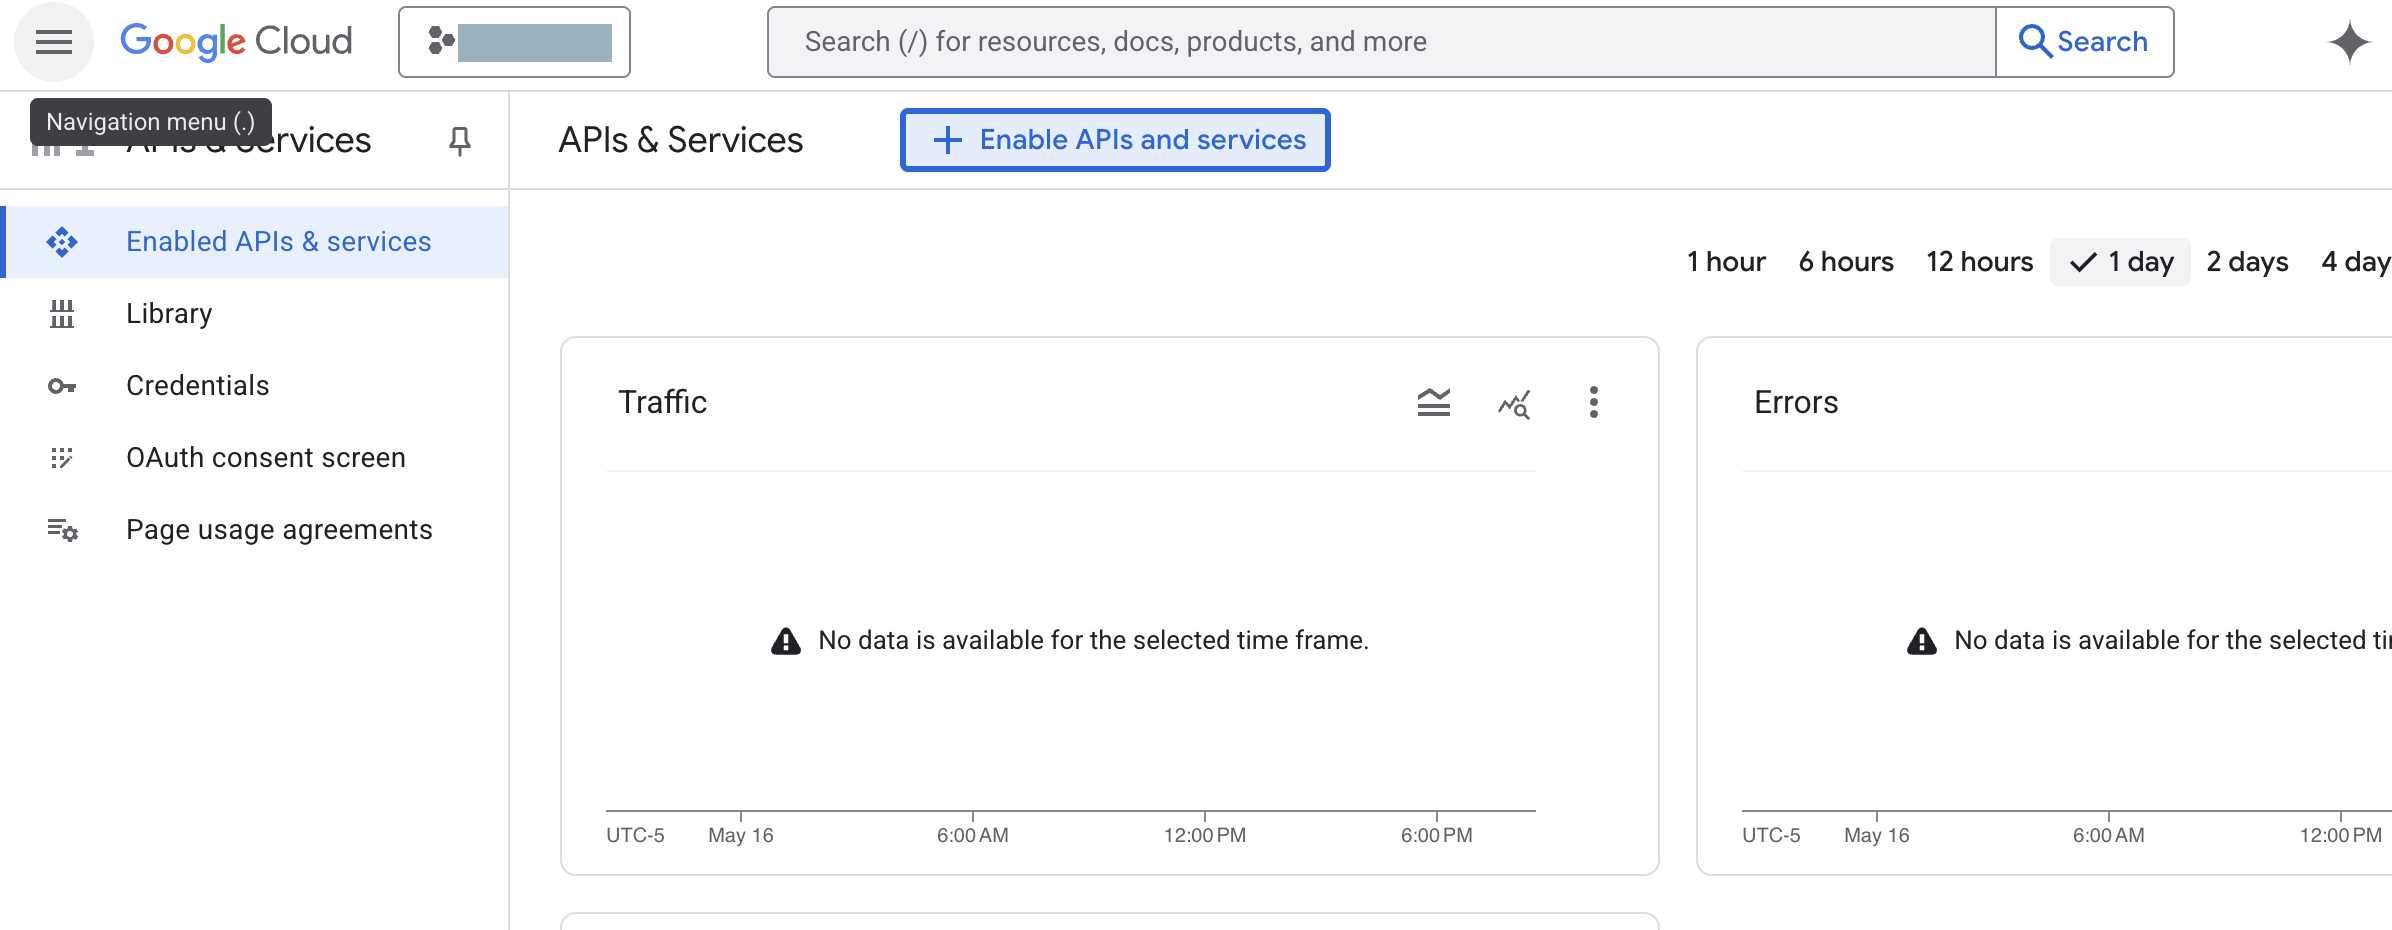 Google Cloud
Search (/) for resources, docs, products, and more
Search
Navigation menu (.)
APIs & Services
APIs & Services
Enable APIs and services
Enabled APIs & services
Library
Credentials
OAuth consent screen
Page usage agreements
1 hour 6 hours 12 hours 1 day 2 days 4 day
Traffic
No data is available for the selected time frame.
UTC-5 May 16 6:00 AM 12:00 PM 6:00 PM
Errors
No data is available for the selected ti
UTC-5 May 16 6:00 AM 12:00 PM